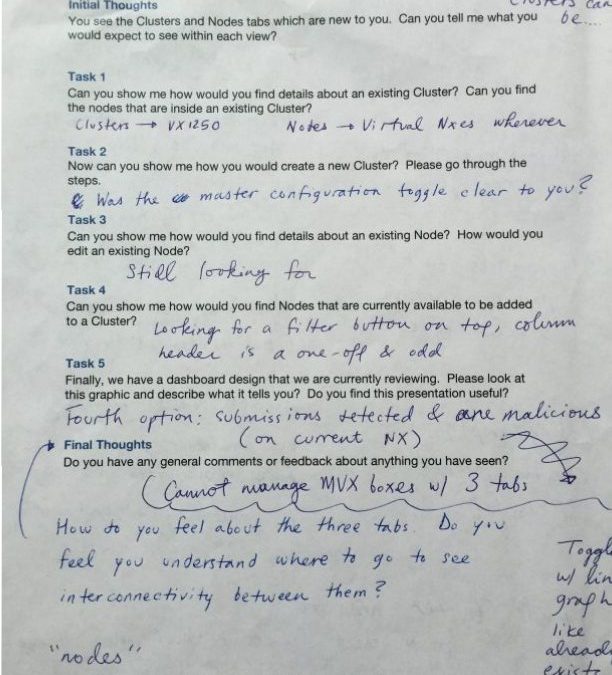 Initial Thoughts
Clusters can
You see the Clusters and Nodes tabs which are new to you. Can you tell me what you
be....
would expect to see within each view?
Task 1
Can you show me how would you find details about an existing Cluster? Can you find
the nodes that are inside an existing Cluster?
Clusters → VX1250 Notes → Virtual Nxes wherever
Task 2
Now can you show me how you would create a new Cluster? Please go through the
steps.
Was the master configuration toggle clear to you?
Task 3
Can you show me how would you find details about an existing Node? How would you
edit an existing Node?
Still looking for
Task 4
Can you show me how would you find Nodes that are currently available to be added
to a Cluster?
Looking for a filter button on top, column
header is a one-off & odd
Task 5
Finally, we have a dashboard design that we are currently reviewing. Please look at
this graphic and describe what it tells you? Do you find this presentation useful?
Fourth option: submissions detected & are malicious
(on current NX)
Final Thoughts
Do you have any general comments or feedback about anything you have seen?
(Cannot manage MVX boxes w/ 3 tabs
How do you feel about the three tabs. Do you
feel you understand where to go to see
interconnectivity between them?
"nodes"
Toggle
w/ lin
graph
like
alread
exist